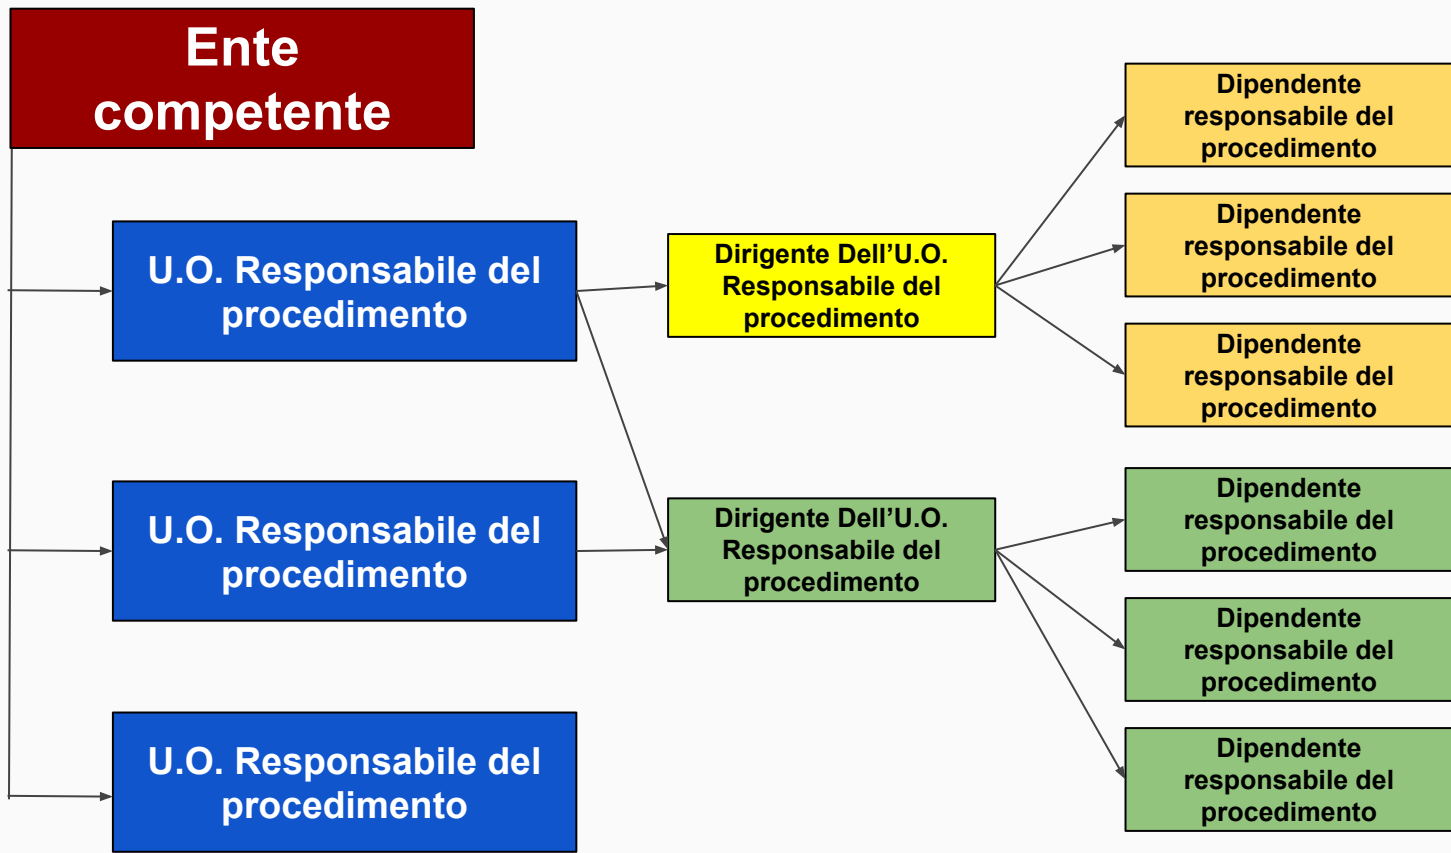 Ente
competente
U.O. Responsabile del
procedimento
U.O. Responsabile del
procedimento
U.O. Responsabile del
procedimento
Dirigente Dell’U.O.
Responsabile del
procedimento
Dirigente Dell’U.O.
Responsabile del
procedimento
Dipendente
responsabile del
procedimento
Dipendente
responsabile del
procedimento
Dipendente
responsabile del
procedimento
Dipendente
responsabile del
procedimento
Dipendente
responsabile del
procedimento
Dipendente
responsabile del
procedimento